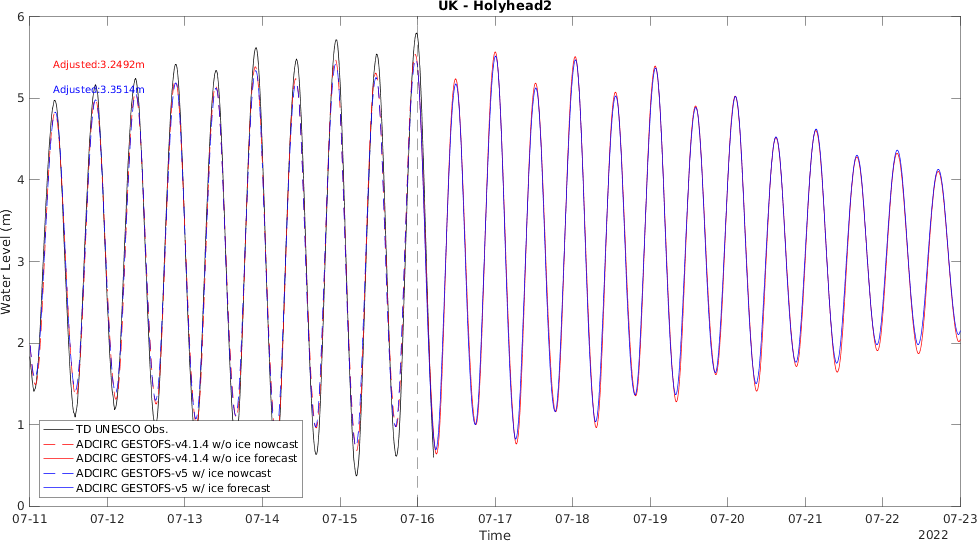 UK - Holyhead2
6
5
4
3
2
1
0
Water Level (m)
Adjusted:3.2492m
Adjusted:3.3514m
TD UNESCO Obs.
ADCIRC GESTOFS-v4.1.4 w/o ice nowcast
ADCIRC GESTOFS-v4.1.4 w/o ice forecast
ADCIRC GESTOFS-v5 w/ ice nowcast
ADCIRC GESTOFS-v5 w/ ice forecast
07-11 07-12 07-13 07-14 07-15 07-16 07-17 07-18 07-19 07-20 07-21 07-22 07-23
Time
2022